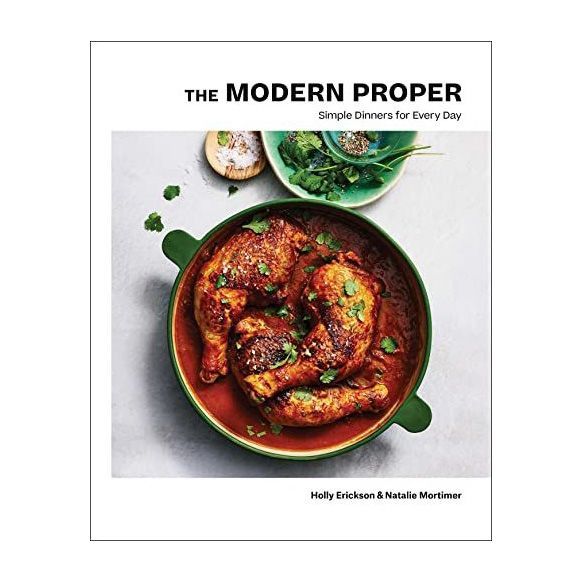 THE MODERN PROPER
Simple Dinners for Every Day
Holly Erickson & Natalie Mortimer